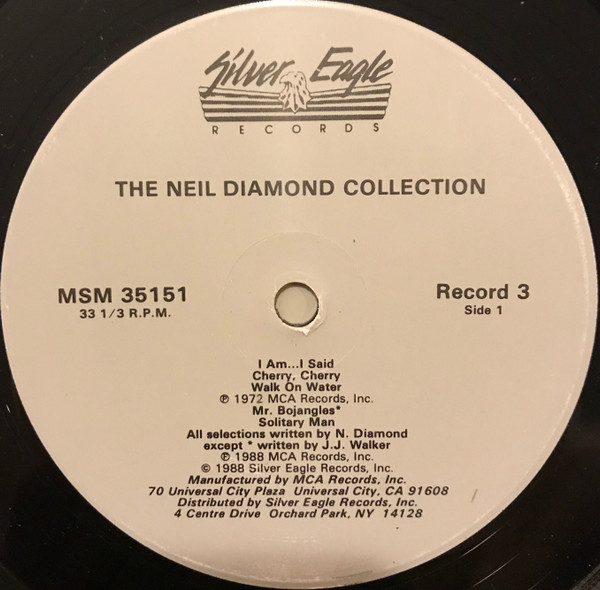 Silver Eagle
RECORDS
THE NEIL DIAMOND COLLECTION
MSM 35151
33 1/3 R.P.M.
Record 3
Side 1
I Am...I Said
Cherry, Cherry
Walk On Water
℗ 1972 MCA Records, Inc.
Mr. Bojangles*
Solitary Man
All selections written by N. Diamond
except * written by J.J. Walker
℗ 1988 MCA Records, Inc.
© 1988 Silver Eagle Records, Inc.
Manufactured by MCA Records, Inc.
70 Universal City Plaza Universal City, CA 91608
Distributed by Silver Eagle Records, Inc.
4 Centre Drive Orchard Park, NY 14128